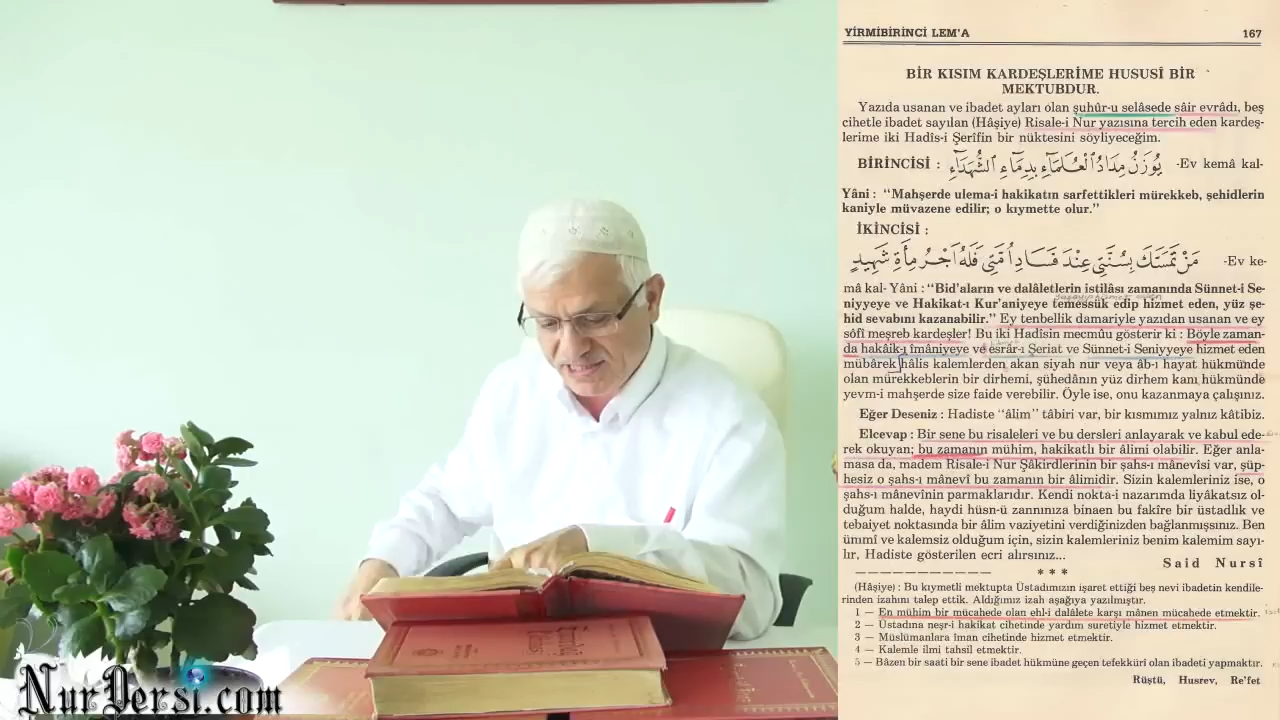 YİRMİBİRİNCİ LEM'A 167
BİR KISIM KARDEŞLERİME HUSUSÎ BİR
MEKTUBDUR.
Yazıda usanan ve ibadet ayları olan şuhûr-u selâsede sâir evrâdı, beş
cihetle ibadet sayılan (Hâşiye) Risale-i Nur yazısına tercih eden kardeş-
lerime iki Hadîs-i Şerîfin bir nüktesini söyliyeceğim.
BİRİNCİSİ : يُوزَنُ مِدَادُ الْعُلَمَاءِ بِدِمَاءِ الشُّهَدَاءِ -Ev kemâ kal-
Yâni : ‘‘Mahşerde ulema-i hakikatın sarfettikleri mürekkeb, şehidlerin
kaniyle müvazene edilir; o kıymette olur.’’
İKİNCİSİ :
مَنْ تَمَسَّكَ بِسُنَّتِى عِنْدَ فَسَادِ اُمَّتِى فَلَهُ اَجْرُ مِأَةِ شَهِيدٍ -Ev ke-
mâ kal- Yâni : ‘‘Bid'aların ve dalâletlerin istilâsı zamanında Sünnet-i Se-
niyyeye ve Hakikat-ı Kur'aniyeye temessük edip hizmet eden, yüz şe-
hid sevabını kazanabilir.’’ Ey tenbellik damariyle yazıdan usanan ve ey
sôfî meşreb kardeşler! Bu iki Hadîsin mecmûu gösterir ki : Böyle zaman-
da hakâik-ı îmâniyeye ve esrâr-ı Şeriat ve Sünnet-i Seniyyeye hizmet eden
mübârek hâlis kalemlerden akan siyah nur veya âb-ı hayat hükmünde
olan mürekkeblerin bir dirhemi, şühedânın yüz dirhem kanı hükmünde
yevm-i mahşerde size faide verebilir. Öyle ise, onu kazanmaya çalışınız.
Eğer Deseniz : Hadiste ‘‘âlim’’ tâbiri var, bir kısmımız yalnız kâtibiz.
Elcevap : Bir sene bu risaleleri ve bu dersleri anlayarak ve kabul ede-
rek okuyan; bu zamanın mühim, hakikatlı bir âlimi olabilir. Eğer anla-
masa da, madem Risale-i Nur Şâkirdlerinin bir şahs-ı mânevîsi var, şüp-
hesiz o şahs-ı mânevî bu zamanın bir âlimidir. Sizin kalemleriniz ise, o
şahs-ı mânevînin parmaklarıdır. Kendi nokta-i nazarımda liyâkatsız ol-
duğum halde, haydi hüsn-ü zannınıza binaen bu fakîre bir üstadlık ve
tebaiyet noktasında bir âlim vaziyetini verdiğinizden bağlanmışsınız. Ben
ümmî ve kalemsiz olduğum için, sizin kalemleriniz benim kalemim sayı-
lır, Hadiste gösterilen ecri alırsınız...
Said Nursî
* * *
(Hâşiye) : Bu kıymetli mektupta Üstadımızın işaret ettiği beş nevi ibadetin kendile-
rinden izahını talep ettik. Aldığımız izah aşağıya yazılmıştır.
1 — En mühim bir mücahede olan ehl-i dalâlete karşı mânen mücahede etmektir.
2 — Üstadına neşr-i hakikat cihetinde yardım suretiyle hizmet etmektir.
3 — Müslümanlara îman cihetinde hizmet etmektir.
4 — Kalemle ilmi tahsil etmektir.
5 — Bâzen bir saati bir sene ibadet hükmüne geçen tefekkürî olan ibadeti yapmaktır.
Rüştü, Husrev, Re'fet
NurDersi.com